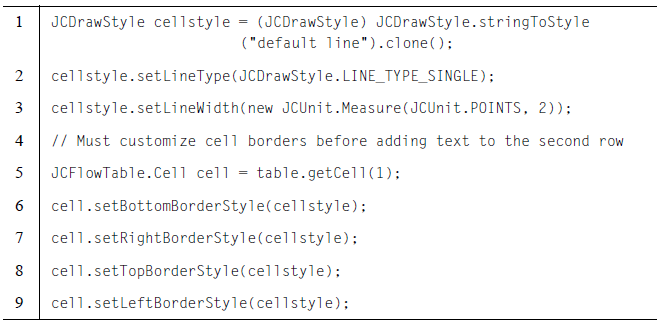 1 JCDrawStyle cellstyle = (JCDrawStyle) JCDrawStyle.stringToStyle
("default line").clone();
2 cellstyle.setLineType(JCDrawStyle.LINE_TYPE_SINGLE);
3 cellstyle.setLineWidth(new JCUnit.Measure(JCUnit.POINTS, 2));
4 // Must customize cell borders before adding text to the second row
5 JCFlowTable.Cell cell = table.getCell(1);
6 cell.setBottomBorderStyle(cellstyle);
7 cell.setRightBorderStyle(cellstyle);
8 cell.setTopBorderStyle(cellstyle);
9 cell.setLeftBorderStyle(cellstyle);